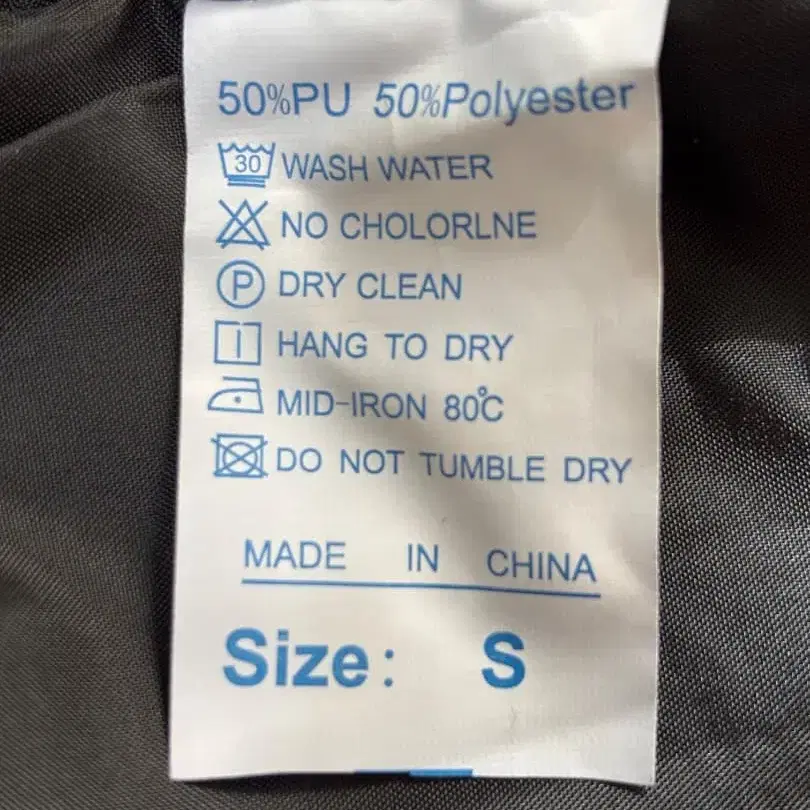 50%PU 50%Polyester
30 WASH WATER
NO CHOLORLNE
P DRY CLEAN
HANG TO DRY
MID-IRON 80℃
DO NOT TUMBLE DRY
MADE IN CHINA
Size: S